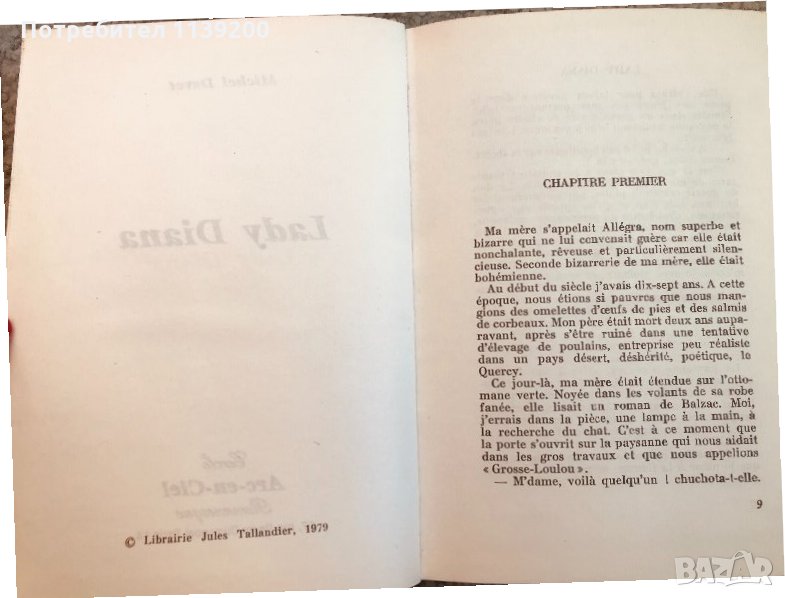 Потребител 1139200
Michel Davet
Lady Diana
Cercle
Arc-en-Ciel
Romanesque
© Librairie Jules Tallandier, 1979
LADY DIANA
CHAPITRE PREMIER
Ma mère s'appelait Allégra, nom superbe et
bizarre qui ne lui convenait guère car elle était
nonchalante, rêveuse et particulièrement silen-
cieuse. Seconde bizarrerie de ma mère, elle était
bohémienne.
Au début du siècle j'avais dix-sept ans. A cette
époque, nous étions si pauvres que nous man-
gions des omelettes d'œufs de pies et des salmis
de corbeaux. Mon père était mort deux ans aupa-
ravant, après s'être ruiné dans une tentative
d'élevage de poulains, entreprise peu réaliste
dans un pays désert, déshérité, poétique, le
Quercy.
Ce jour-là, ma mère était étendue sur l'otto-
mane verte. Noyée dans les volants de sa robe
fanée, elle lisait un roman de Balzac. Moi,
j'errais dans la pièce, une lampe à la main, à
la recherche du chat. C'est à ce moment que
la porte s'ouvrit sur la paysanne qui nous aidait
dans les gros travaux et que nous appelions
« Grosse-Loulou ».
— M'dame, voilà quelqu'un ! chuchota-t-elle.
9
BAZAR